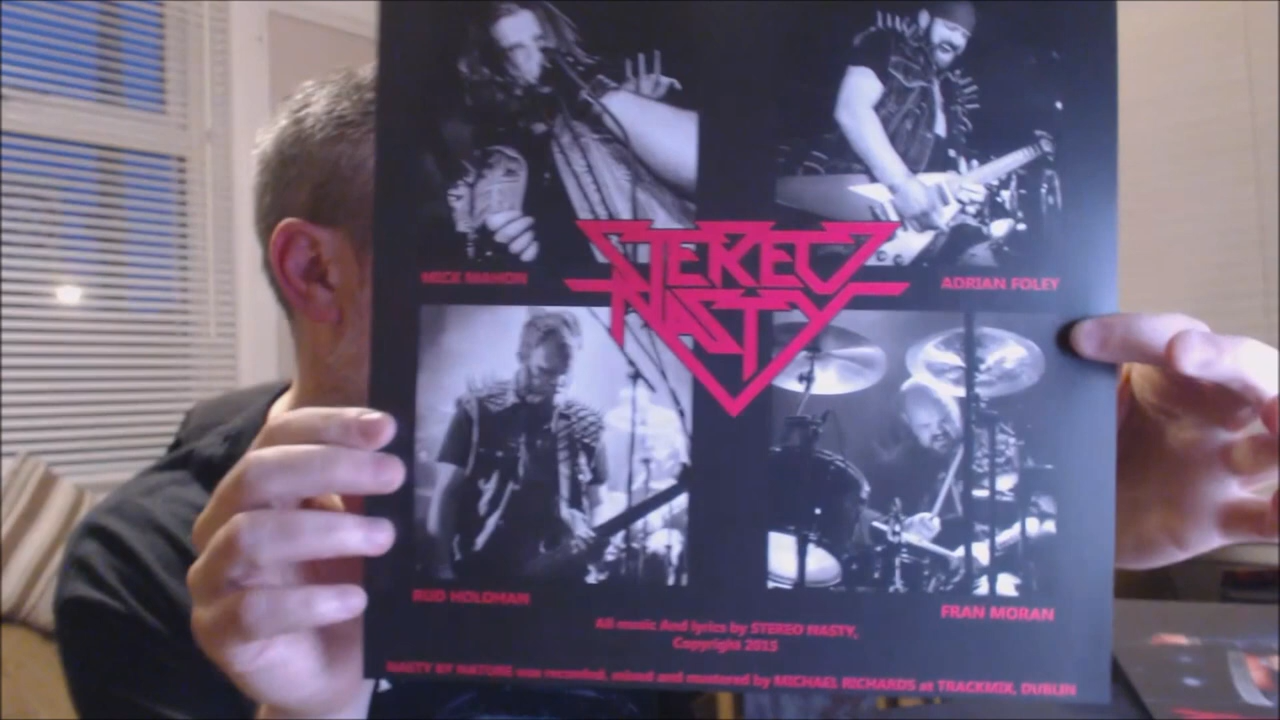 MICK MAHON
ADRIAN FOLEY
STEREO
NASTY
RUD HOLOHAN
FRAN MORAN
All music And lyrics by STEREO NASTY,
Copyright 2015
NASTY BY NATURE was recorded, mixed and mastered by MICHAEL RICHARDS at TRACKMIX, DUBLIN